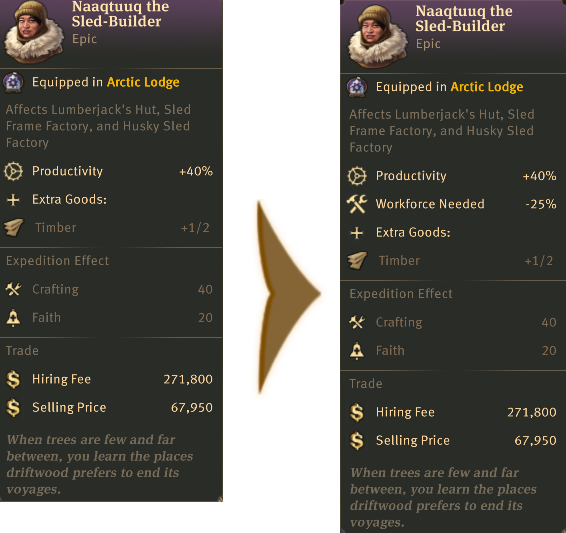 Naaqtuuq the
Sled-Builder
Epic
Equipped in Arctic Lodge
Affects Lumberjack's Hut, Sled
Frame Factory, and Husky Sled
Factory
Productivity +40%
Extra Goods:
Timber +1/2
Expedition Effect
Crafting 40
Faith 20
Trade
Hiring Fee 271,800
Selling Price 67,950
When trees are few and far
between, you learn the places
driftwood prefers to end its
voyages.
Naaqtuuq the
Sled-Builder
Epic
Equipped in Arctic Lodge
Affects Lumberjack's Hut, Sled
Frame Factory, and Husky Sled
Factory
Productivity +40%
Workforce Needed -25%
Extra Goods:
Timber +1/2
Expedition Effect
Crafting 40
Faith 20
Trade
Hiring Fee 271,800
Selling Price 67,950
When trees are few and far
between, you learn the places
driftwood prefers to end its
voyages.